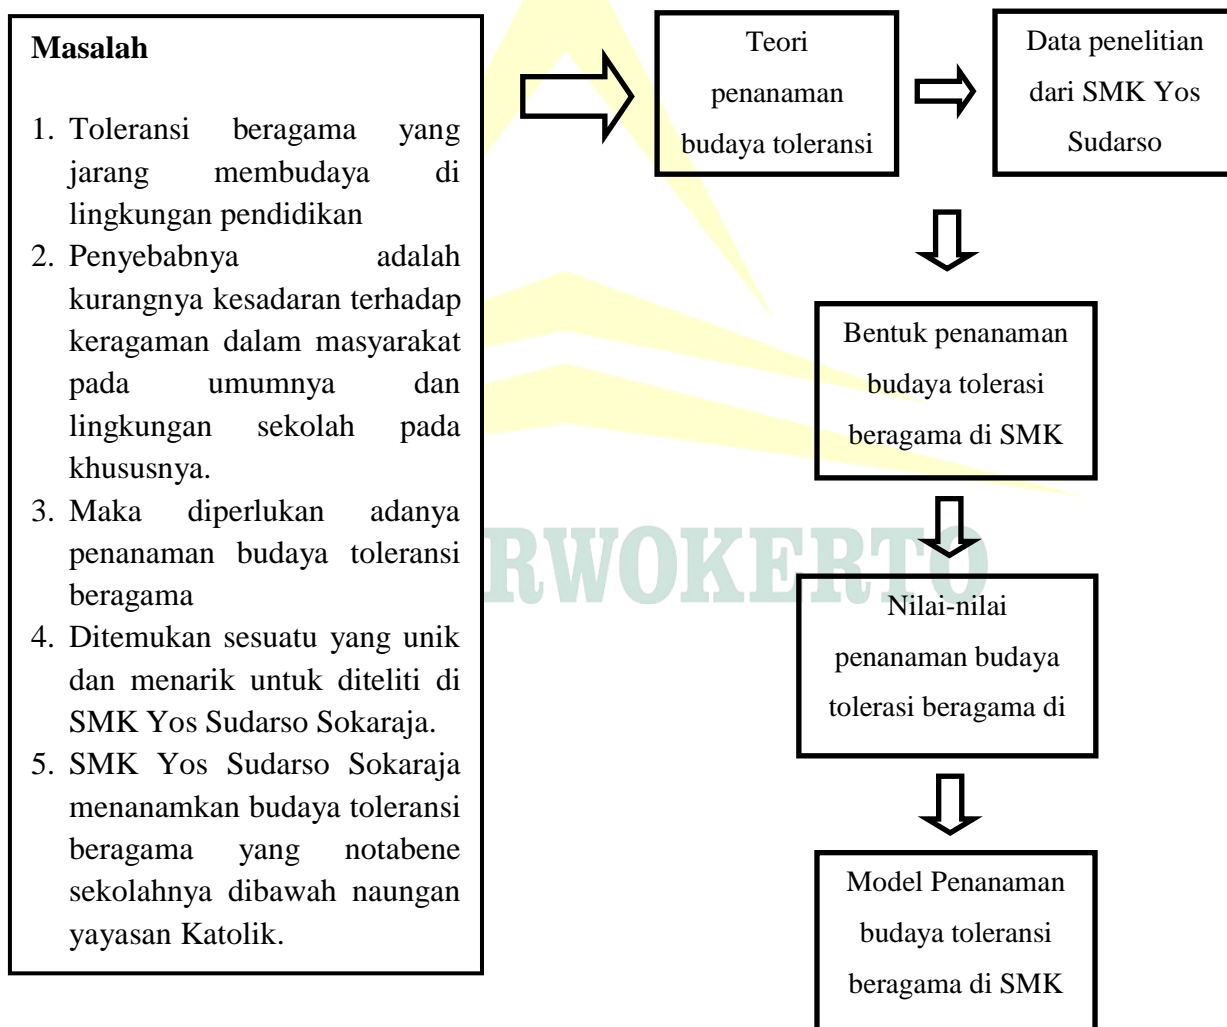 Masalah
1. Toleransi beragama yang
jarang membudaya di
lingkungan pendidikan
2. Penyebabnya adalah
kurangnya kesadaran terhadap
keragaman dalam masyarakat
pada umumnya dan
lingkungan sekolah pada
khususnya.
3. Maka diperlukan adanya
penanaman budaya toleransi
beragama
4. Ditemukan sesuatu yang unik
dan menarik untuk diteliti di
SMK Yos Sudarso Sokaraja.
5. SMK Yos Sudarso Sokaraja
menanamkan budaya toleransi
beragama yang notabene
sekolahnya dibawah naungan
yayasan Katolik.
Teori
penanaman
budaya toleransi
Data penelitian
dari SMK Yos
Sudarso
Bentuk penanaman
budaya tolerasi
beragama di SMK
RWOKERTO
Nilai-nilai
penanaman budaya
tolerasi beragama di
Model Penanaman
budaya toleransi
beragama di SMK